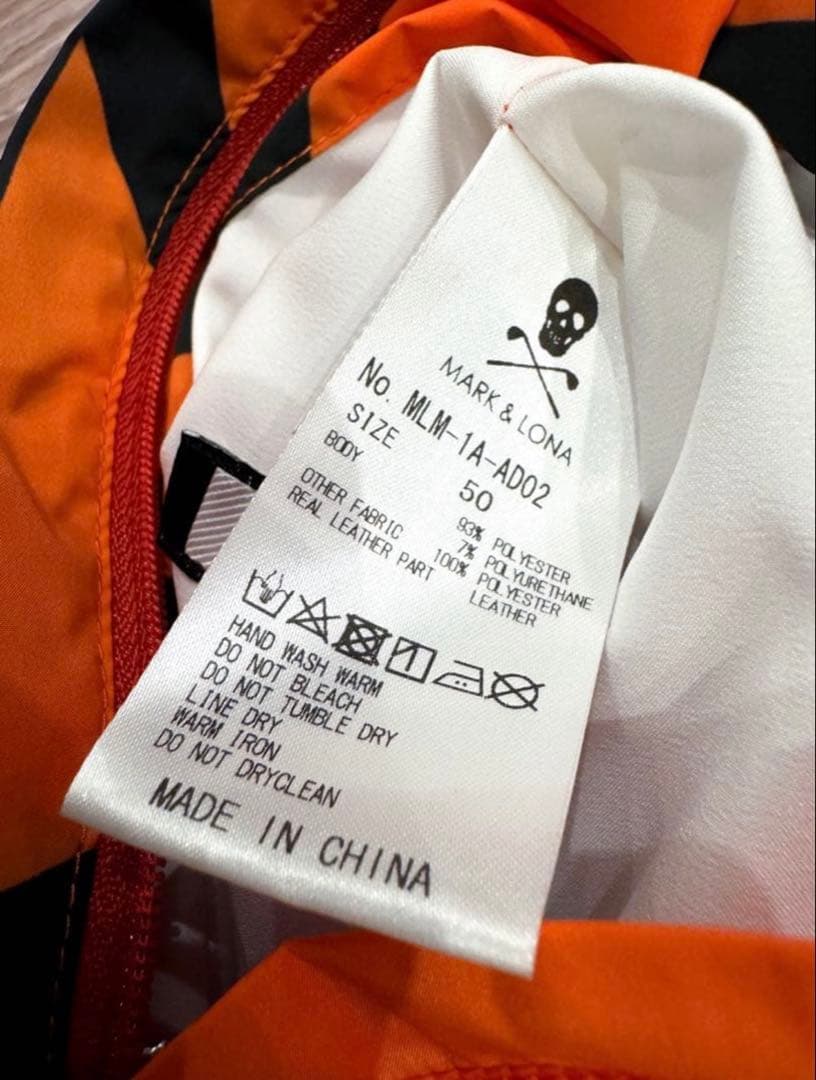 MARK & LONA
No. MLM-1A-AD02
SIZE 50
BODY 93% POLYESTER
7% POLYURETHANE
OTHER FABRIC 100% POLYESTER
REAL LEATHER PART LEATHER
HAND WASH WARM
DO NOT BLEACH
DO NOT TUMBLE DRY
LINE DRY
WARM IRON
DO NOT DRYCLEAN
MADE IN CHINA